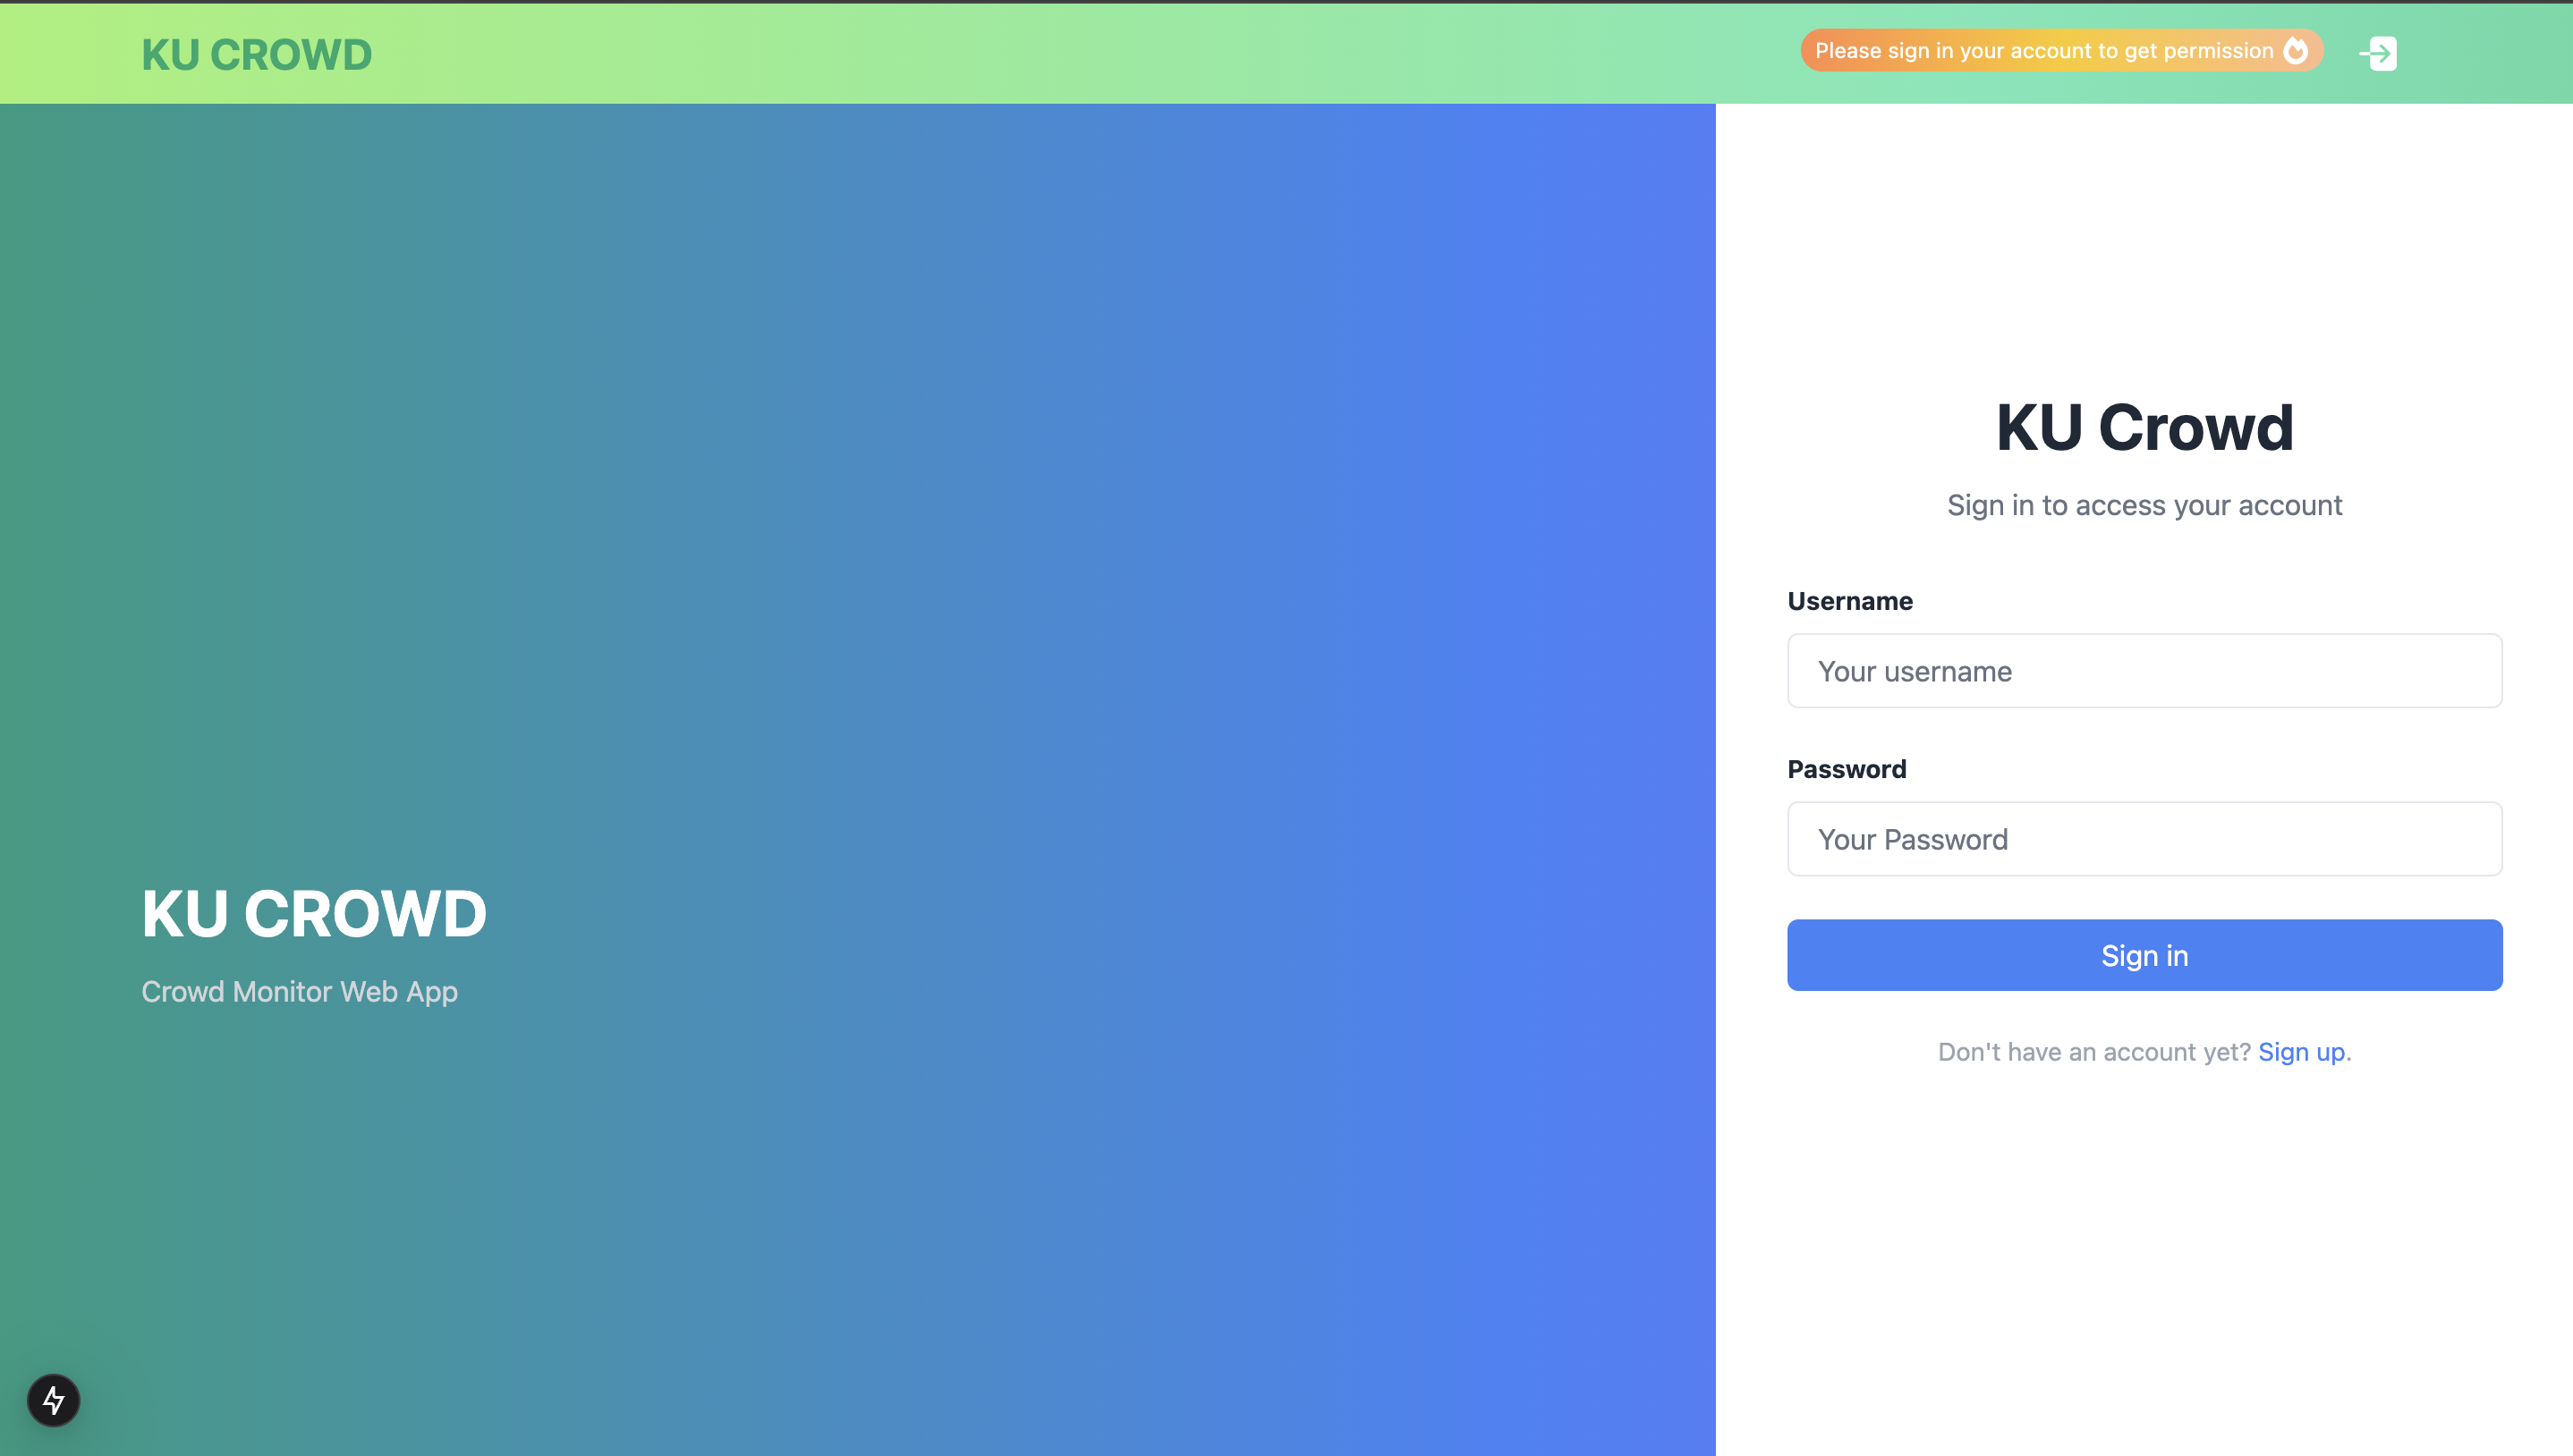 KU CROWD
Please sign in your account to get permission
KU CROWD
Crowd Monitor Web App
KU Crowd
Sign in to access your account
Username
Your username
Password
Your Password
Sign in
Don't have an account yet? Sign up.